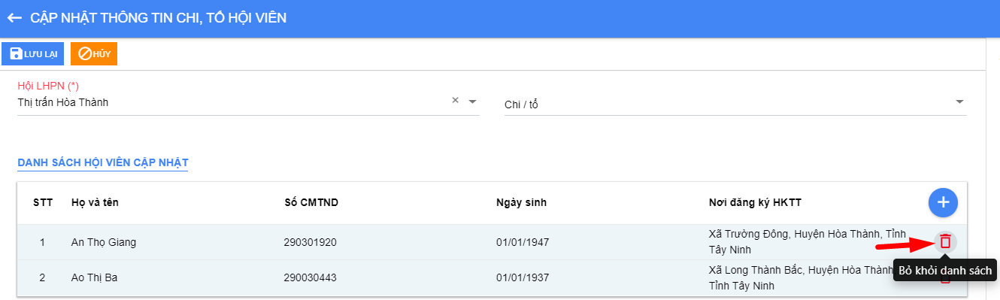 CẬP NHẬT THÔNG TIN CHI, TỔ HỘI VIÊN
LƯU LẠI HỦY
Hội LHPN (*)
Thị trấn Hòa Thành
Chi / tổ
DANH SÁCH HỘI VIÊN CẬP NHẬT
STT Họ và tên Số CMTND Ngày sinh Nơi đăng ký HKTT
1 An Thọ Giang 290301920 01/01/1947 Xã Trường Đông, Huyện Hòa Thành, Tỉnh
Tây Ninh
Bỏ khỏi danh sách
2 Ao Thị Ba 290030443 01/01/1937 Xã Long Thành Bắc, Huyện Hòa Thành
Tỉnh Tây Ninh